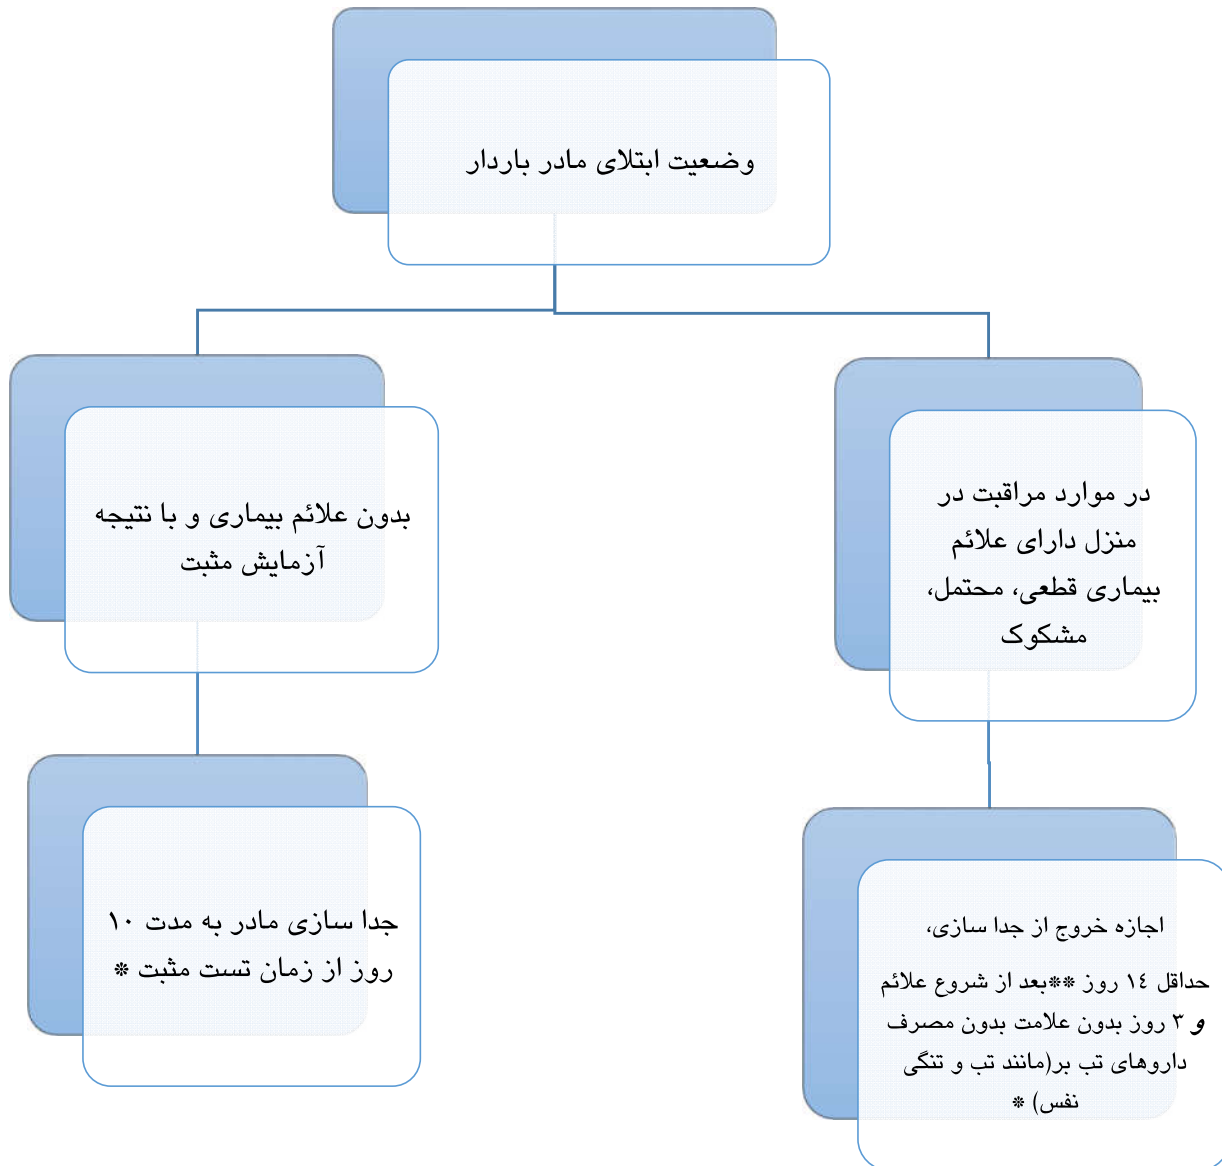 وضعیت ابتلای مادر باردار
در موارد مراقبت در
منزل دارای علائم
بیماری قطعی، محتمل،
مشکوک
اجازه خروج از جدا سازی،
حداقل ١٤ روز **بعد از شروع علائم
و ۳ روز بدون علامت بدون مصرف
داروهای تب بر(مانند تب و تنگی
نفس) *
بدون علائم بیماری و با نتیجه
آزمایش مثبت
جدا سازی مادر به مدت ۱۰
روز از زمان تست مثبت *